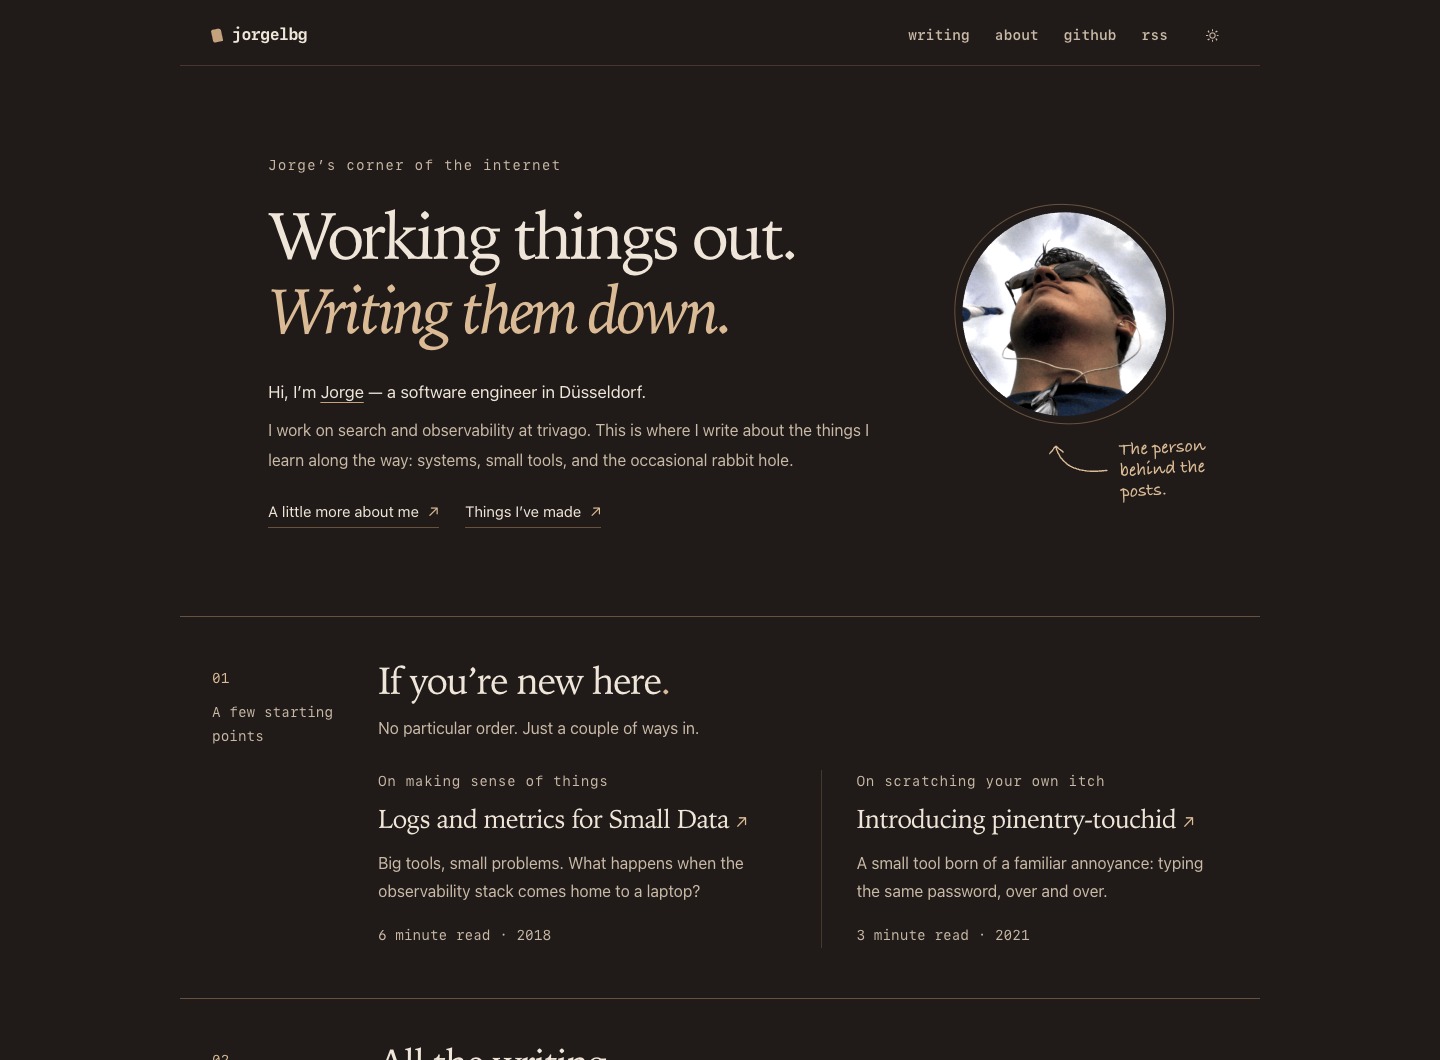 jorgelbg
writing about github rss
Jorge’s corner of the internet
Working things out.
Writing them down.
Hi, I’m Jorge — a software engineer in Düsseldorf.
I work on search and observability at trivago. This is where I write about the things I
learn along the way: systems, small tools, and the occasional rabbit hole.
The person
behind the
posts.
A little more about me ↗ Things I’ve made ↗
01
A few starting
points
If you’re new here.
No particular order. Just a couple of ways in.
On making sense of things
Logs and metrics for Small Data ↗
Big tools, small problems. What happens when the
observability stack comes home to a laptop?
6 minute read · 2018
On scratching your own itch
Introducing pinentry-touchid ↗
A small tool born of a familiar annoyance: typing
the same password, over and over.
3 minute read · 2021
02
All the writing